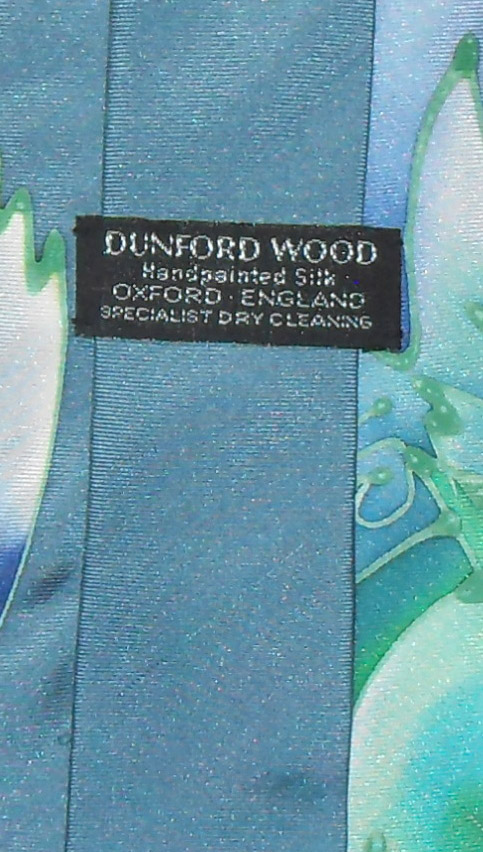 DUNFORD WOOD
Handpainted Silk
OXFORD · ENGLAND
SPECIALIST DRY CLEANING